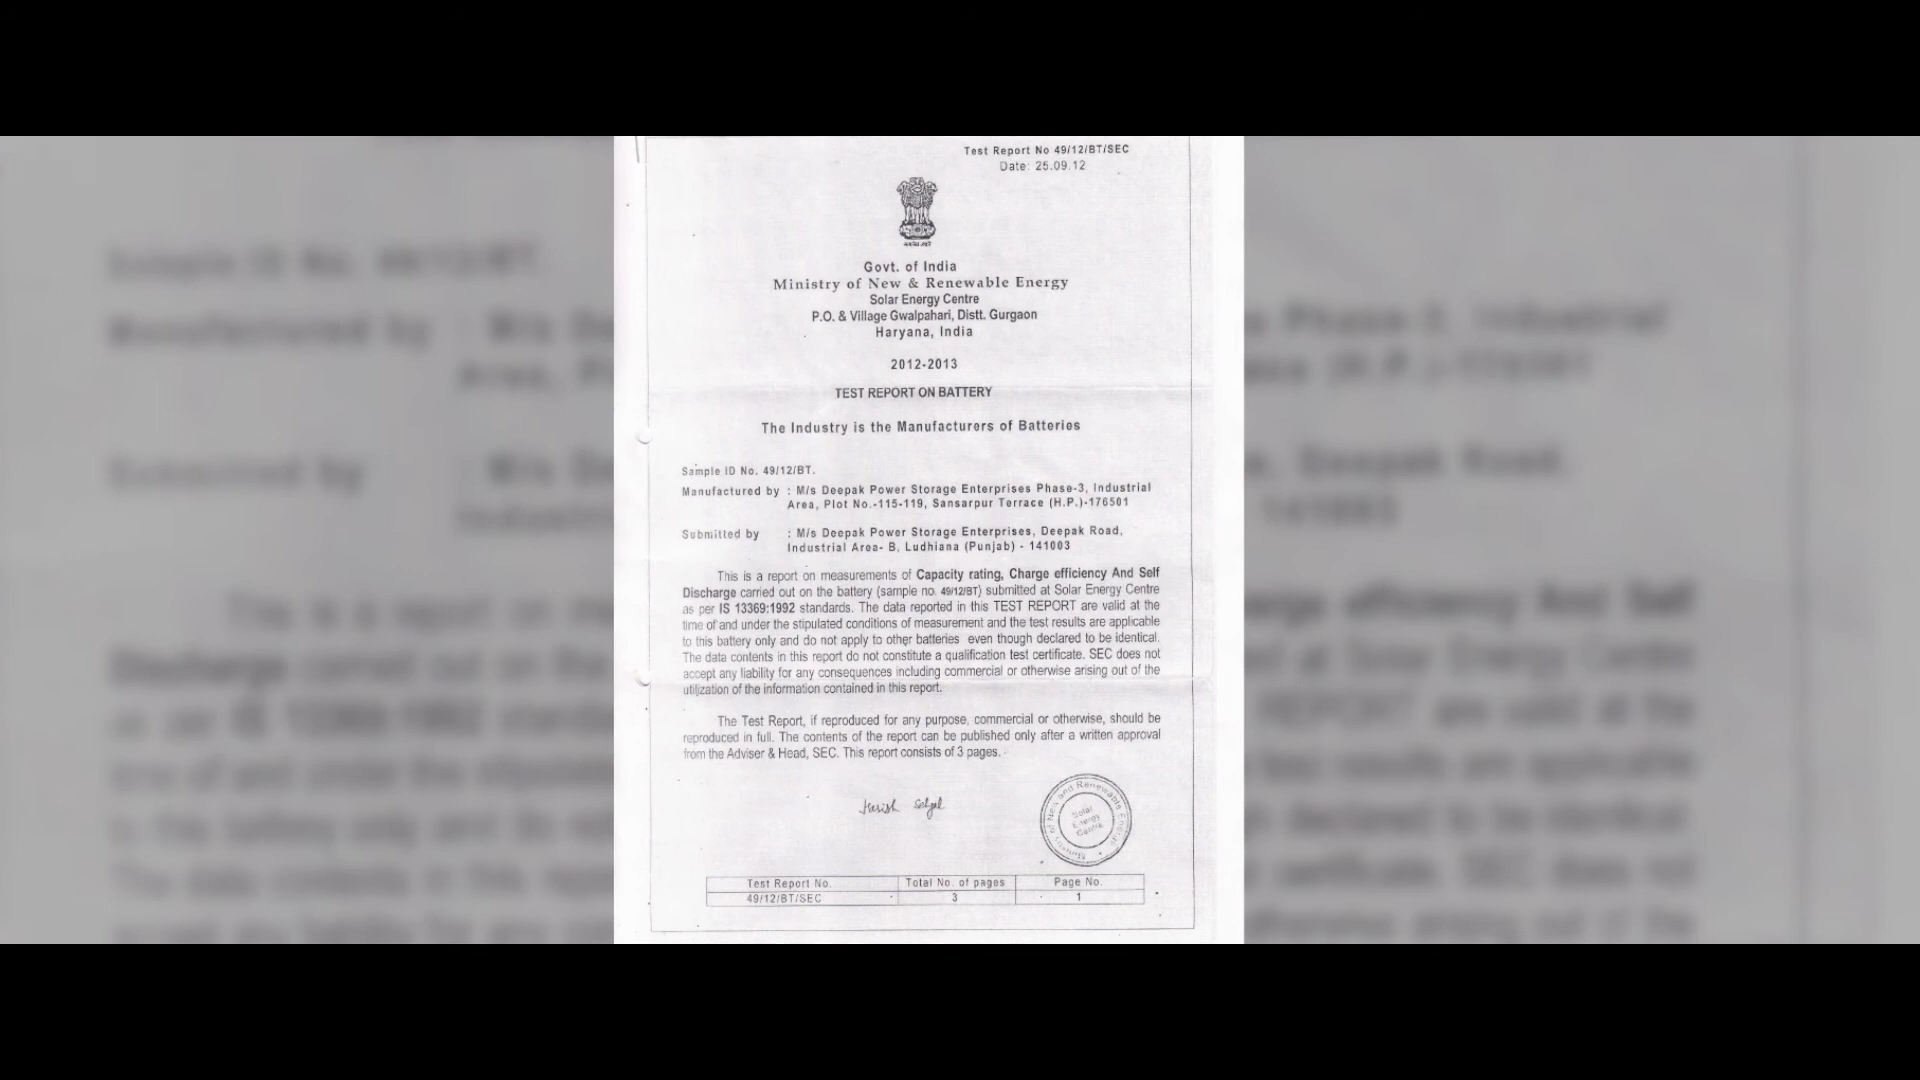 Test Report No 49/12/BT/SEC
Date: 25.09.12
Govt. of India
Ministry of New & Renewable Energy
Solar Energy Centre
P.O. & Village Gwalpahari, Distt. Gurgaon
Haryana, India
2012-2013
TEST REPORT ON BATTERY
The Industry is the Manufacturers of Batteries
Sample ID No. 49/12/BT.
Manufactured by : M/s Deepak Power Storage Enterprises Phase-3, Industrial
Area, Plot No.-115-119, Sansarpur Terrace (H.P.)-176501
Submitted by : M/s Deepak Power Storage Enterprises, Deepak Road,
Industrial Area- B, Ludhiana (Punjab) - 141003
This is a report on measurements of Capacity rating, Charge efficiency And Self
Discharge carried out on the battery (sample no. 49/12/BT) submitted at Solar Energy Centre
as per IS 13369:1992 standards. The data reported in this TEST REPORT are valid at the
time of and under the stipulated conditions of measurement and the test results are applicable
to this battery only and do not apply to other batteries even though declared to be identical.
The data contents in this report do not constitute a qualification test certificate. SEC does not
accept any liability for any consequences including commercial or otherwise arising out of the
utilization of the information contained in this report.
The Test Report, if reproduced for any purpose, commercial or otherwise, should be
reproduced in full. The contents of the report can be published only after a written approval
from the Adviser & Head, SEC. This report consists of 3 pages.
Ministry of New and Renewable Energy
Solar
Energy
Centre
Test Report No. Total No. of pages Page No.
49/12/BT/SEC 3 1